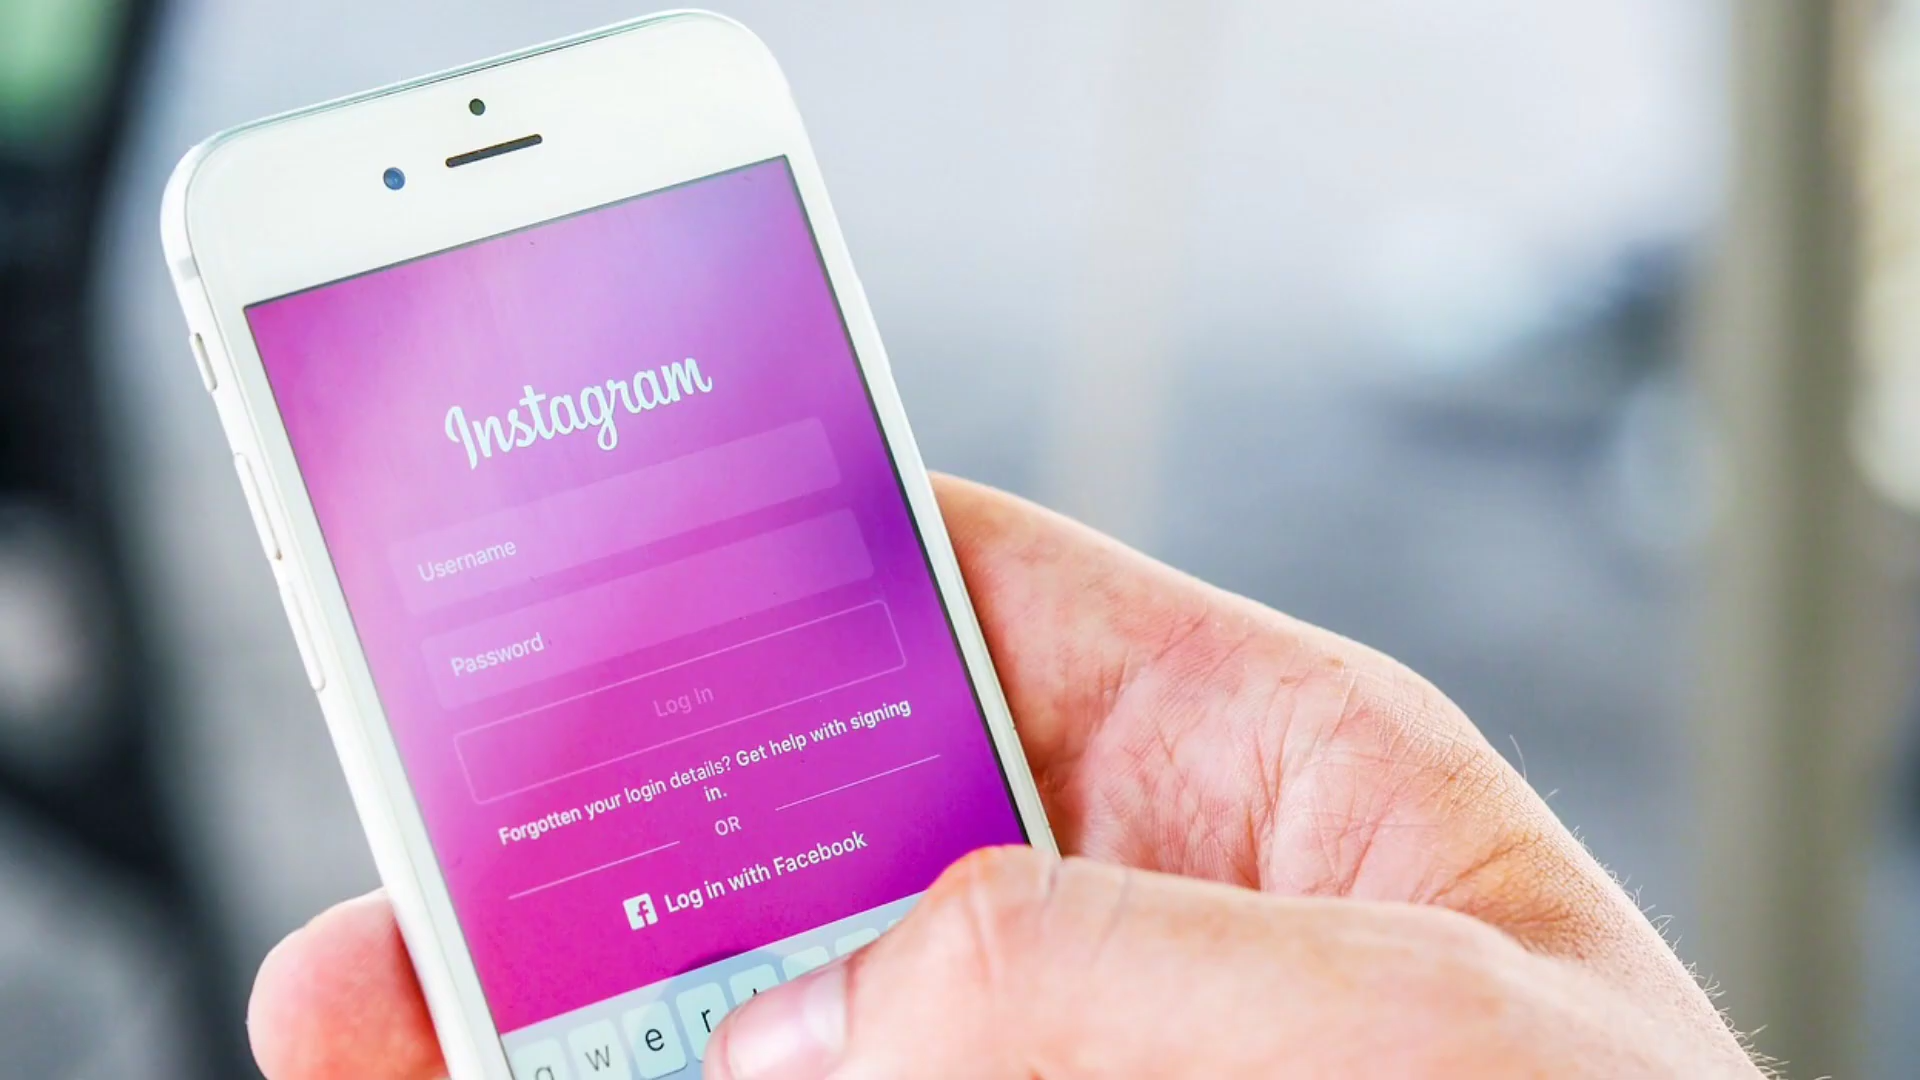 Instagram
Username
Password
Log In
Forgotten your login details? Get help with signing
in.
OR
Log in with Facebook
q w e r